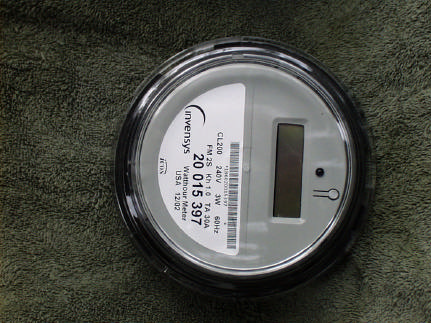 CL200 240V 3W 60Hz
FM 2S Kh 1.0 TA 30A
20 015 397
Watthour Meter
USA 12/02
invensys
ICON